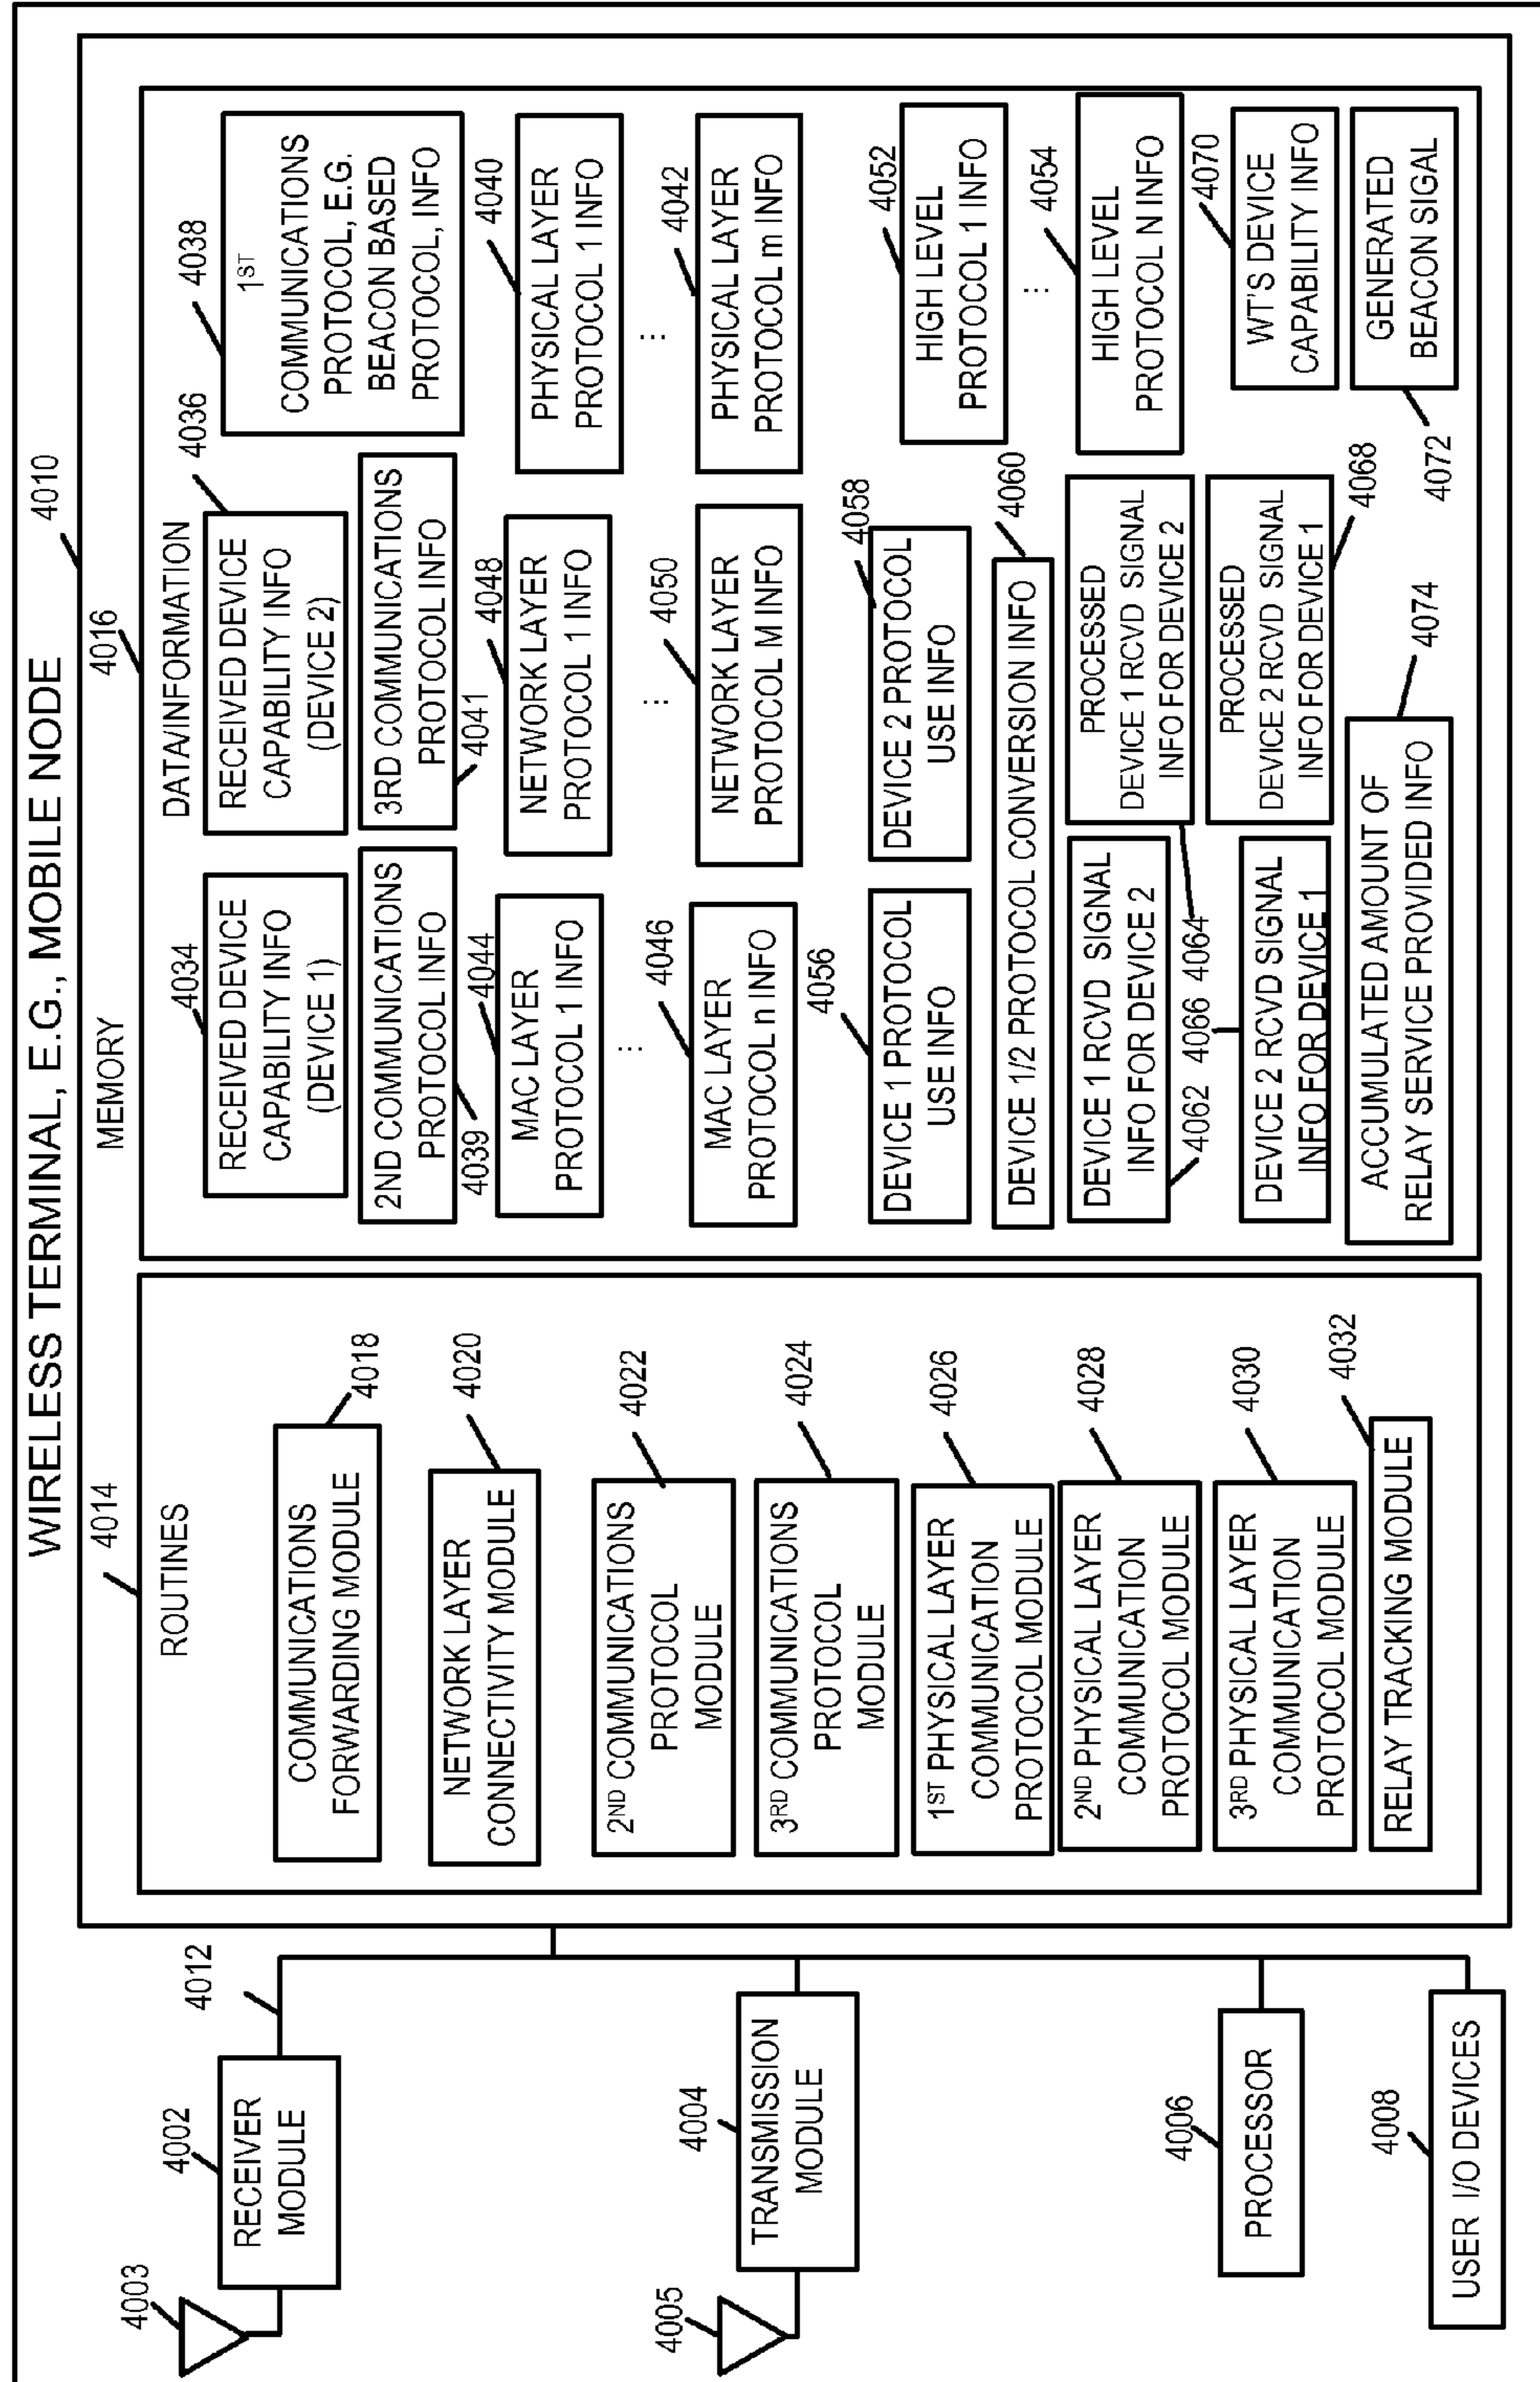 WIRELESS TERMINAL, E.G., MOBILE NODE
4003
4002
RECEIVER
MODULE
4012
4005
4004
TRANSMISSION
MODULE
4006
PROCESSOR
4008
USER I/O DEVICES
MEMORY
4010
4014
ROUTINES
COMMUNICATIONS
FORWARDING MODULE
4018
NETWORK LAYER
CONNECTIVITY MODULE
4020
2ND COMMUNICATIONS
PROTOCOL
MODULE
4022
3RD COMMUNICATIONS
PROTOCOL
MODULE
4024
1ST PHYSICAL LAYER
COMMUNICATION
PROTOCOL MODULE
4026
2ND PHYSICAL LAYER
COMMUNICATION
PROTOCOL MODULE
4028
3RD PHYSICAL LAYER
COMMUNICATION
PROTOCOL MODULE
4030
RELAY TRACKING MODULE
4032
4016
DATA/INFORMATION
4034
RECEIVED DEVICE
CAPABILITY INFO
(DEVICE 1)
4036
RECEIVED DEVICE
CAPABILITY INFO
(DEVICE 2)
4038
1ST
COMMUNICATIONS
PROTOCOL, E.G.
BEACON BASED
PROTOCOL, INFO
2ND COMMUNICATIONS
PROTOCOL INFO
4039
3RD COMMUNICATIONS
PROTOCOL INFO
4041
4040
PHYSICAL LAYER
PROTOCOL 1 INFO
...
4042
PHYSICAL LAYER
PROTOCOL m INFO
4044
MAC LAYER
PROTOCOL 1 INFO
...
4046
MAC LAYER
PROTOCOL n INFO
4048
NETWORK LAYER
PROTOCOL 1 INFO
...
4050
NETWORK LAYER
PROTOCOL M INFO
4052
HIGH LEVEL
PROTOCOL 1 INFO
...
4054
HIGH LEVEL
PROTOCOL N INFO
4056
DEVICE 1 PROTOCOL
USE INFO
4058
DEVICE 2 PROTOCOL
USE INFO
DEVICE 1/2 PROTOCOL CONVERSION INFO
4060
DEVICE 1 RCVD SIGNAL
INFO FOR DEVICE 2
4062
PROCESSED
DEVICE 1 RCVD SIGNAL
INFO FOR DEVICE 2
4064
4066
DEVICE 2 RCVD SIGNAL
INFO FOR DEVICE 1
PROCESSED
DEVICE 2 RCVD SIGNAL
INFO FOR DEVICE 1
4068
4070
WT'S DEVICE
CAPABILITY INFO
GENERATED
BEACON SIGAL
4072
ACCUMULATED AMOUNT OF
RELAY SERVICE PROVIDED INFO
4074